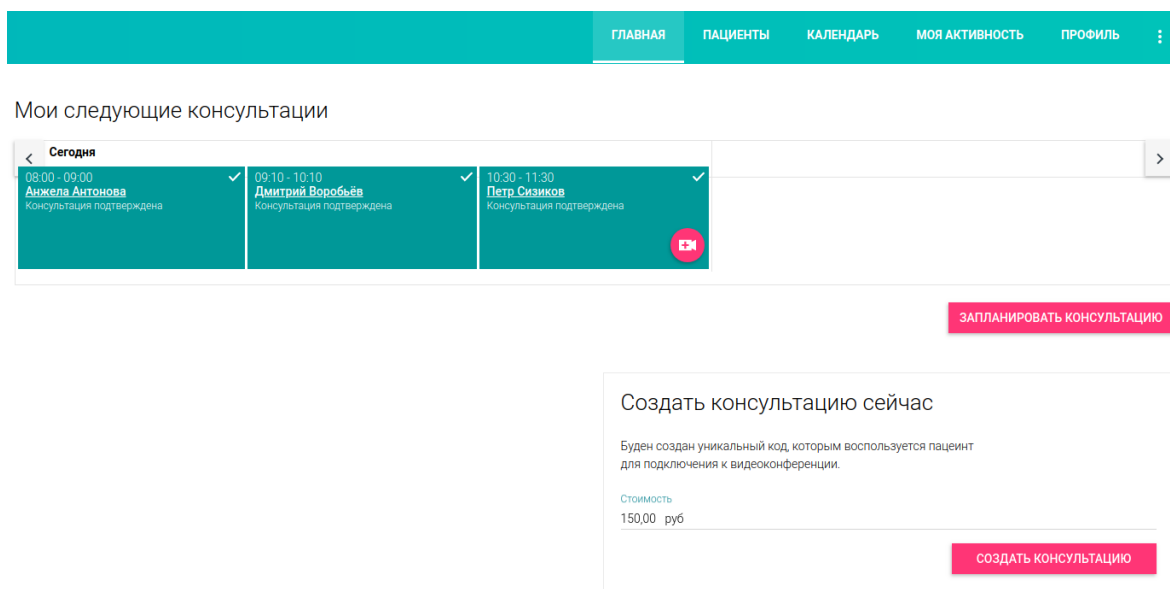 ГЛАВНАЯ ПАЦИЕНТЫ КАЛЕНДАРЬ МОЯ АКТИВНОСТЬ ПРОФИЛЬ
Мои следующие консультации
Сегодня
08:00 - 09:00
Анжела Антонова
Консультация подтверждена
09:10 - 10:10
Дмитрий Воробьёв
Консультация подтверждена
10:30 - 11:30
Петр Сизиков
Консультация подтверждена
ЗАПЛАНИРОВАТЬ КОНСУЛЬТАЦИЮ
Создать консультацию сейчас
Буден создан уникальный код, которым воспользуется пацеинт
для подключения к видеоконференции.
Стоимость
150,00 руб
СОЗДАТЬ КОНСУЛЬТАЦИЮ